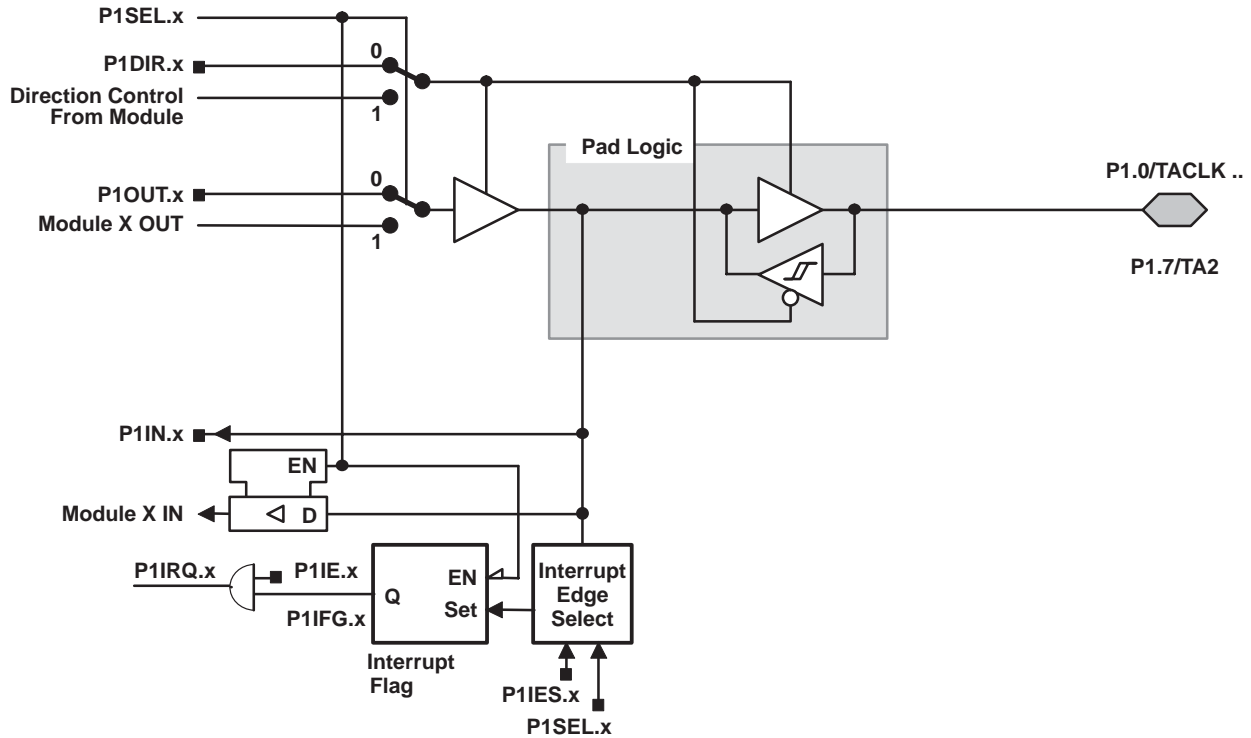 P1SEL.x
0
P1DIR.x
Direction Control
From Module
1
Pad Logic
P1.0/TACLK ..
0
P1OUT.x
Module X OUT
1
P1.7/TA2
P1IN.x
EN
Module X IN
D
P1IRQ.x
P1IE.x
P1IFG.x
Q
EN
Set
Interrupt
Edge
Select
Interrupt
Flag
P1IES.x
P1SEL.x